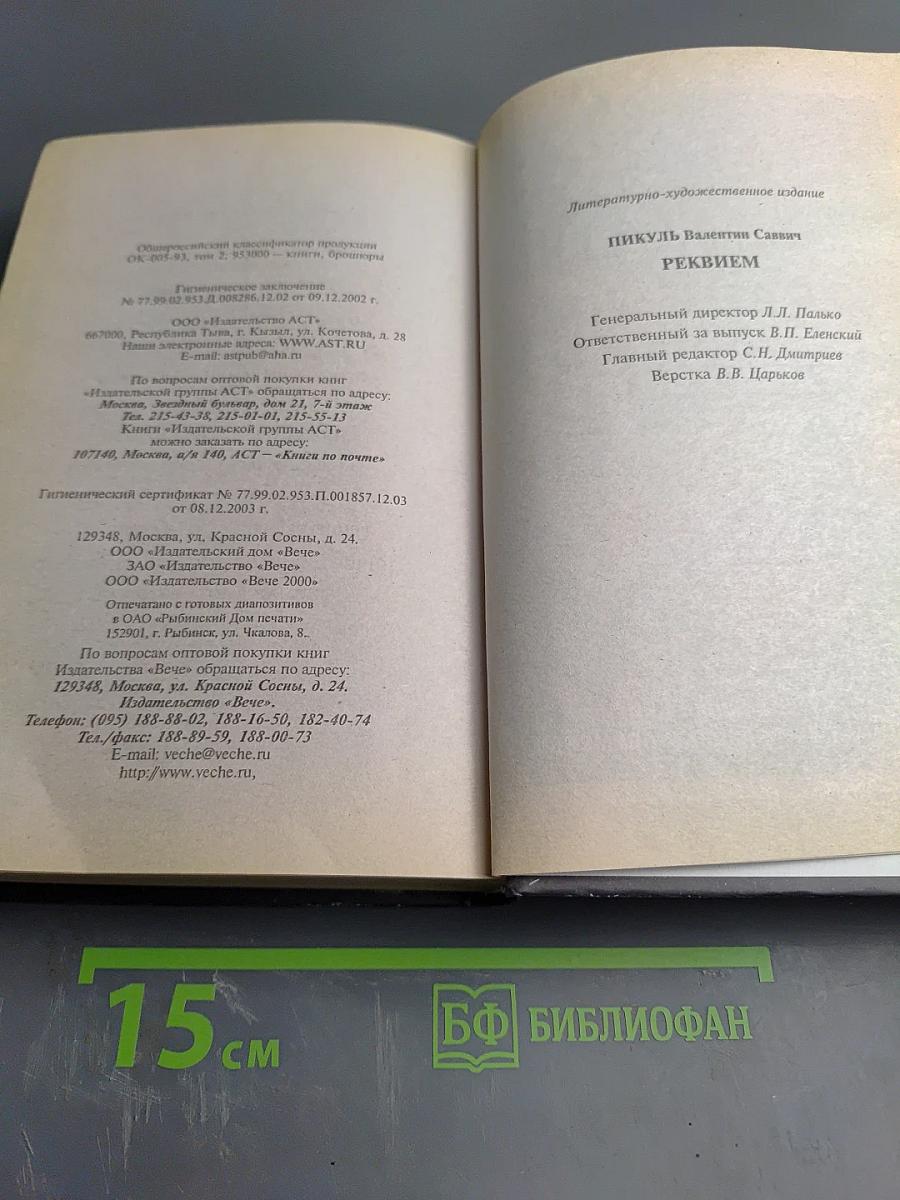 Общероссийский классификатор продукции
ОК-005-93, том 2; 953000 — книги, брошюры
Гигиеническое заключение
№ 77.99.02.953.Д.008286.12.02 от 09.12.2002 г.
ООО «Издательство АСТ»
667000, Республика Тыва, г. Кызыл, ул. Кочетова, д. 28
Наши электронные адреса: WWW.AST.RU
E-mail: astpub@aha.ru
По вопросам оптовой покупки книг
«Издательской группы АСТ» обращаться по адресу:
Москва, Звездный бульвар, дом 21, 7-й этаж
Тел. 215-43-38, 215-01-01, 215-55-13
Книги «Издательской группы АСТ»
можно заказать по адресу:
107140, Москва, а/я 140, АСТ — «Книги по почте»
Гигиенический сертификат № 77.99.02.953.П.001857.12.03
от 08.12.2003 г.
129348, Москва, ул. Красной Сосны, д. 24.
ООО «Издательский дом «Вече»
ЗАО «Издательство «Вече»
ООО «Издательство «Вече 2000»
Отпечатано с готовых диапозитивов
в ОАО «Рыбинский Дом печати»
152901, г. Рыбинск, ул. Чкалова, 8.
По вопросам оптовой покупки книг
Издательства «Вече» обращаться по адресу:
129348, Москва, ул. Красной Сосны, д. 24.
Издательство «Вече».
Телефон: (095) 188-88-02, 188-16-50, 182-40-74
Тел./факс: 188-89-59, 188-00-73
E-mail: veche@veche.ru
http://www.veche.ru,
Литературно-художественное издание
ПИКУЛЬ Валентин Саввич
РЕКВИЕМ
Генеральный директор Л.Л. Палько
Ответственный за выпуск В.П. Еленский
Главный редактор С.Н. Дмитриев
Верстка В.В. Царьков
15 см
БФ БИБЛИОФАН